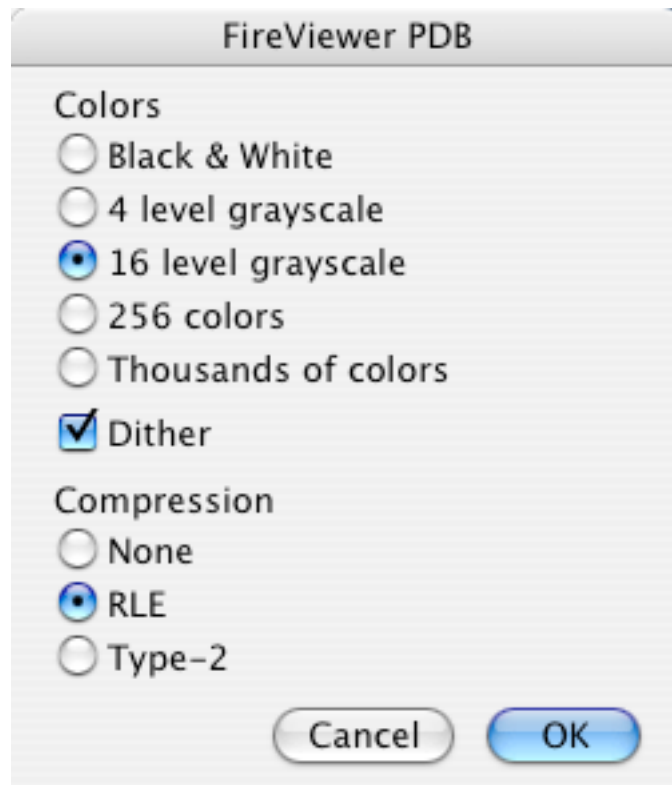 FireViewer PDB
Colors
Black & White
4 level grayscale
16 level grayscale
256 colors
Thousands of colors
Dither
Compression
None
RLE
Type-2
Cancel OK